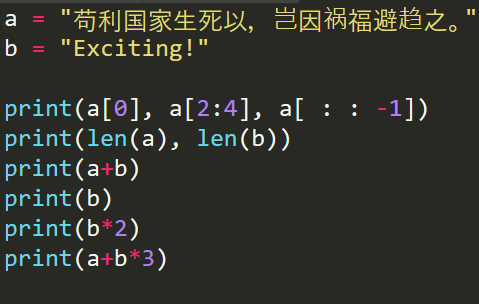 a = "苟利国家生死以，岂因祸福避趋之。"
b = "Exciting!"
print(a[0], a[2:4], a[ : : -1])
print(len(a), len(b))
print(a+b)
print(b)
print(b*2)
print(a+b*3)